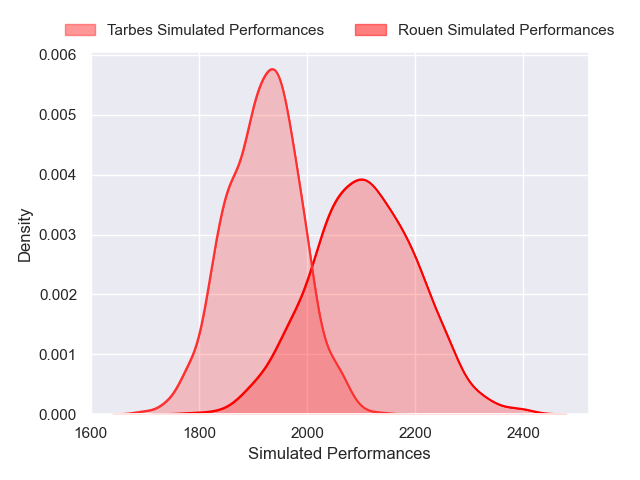 Tarbes Simulated Performances Rouen Simulated Performances
0.006
0.005
0.004
0.003
0.002
0.001
0.000
Density
1600 1800 2000 2200 2400
Simulated Performances